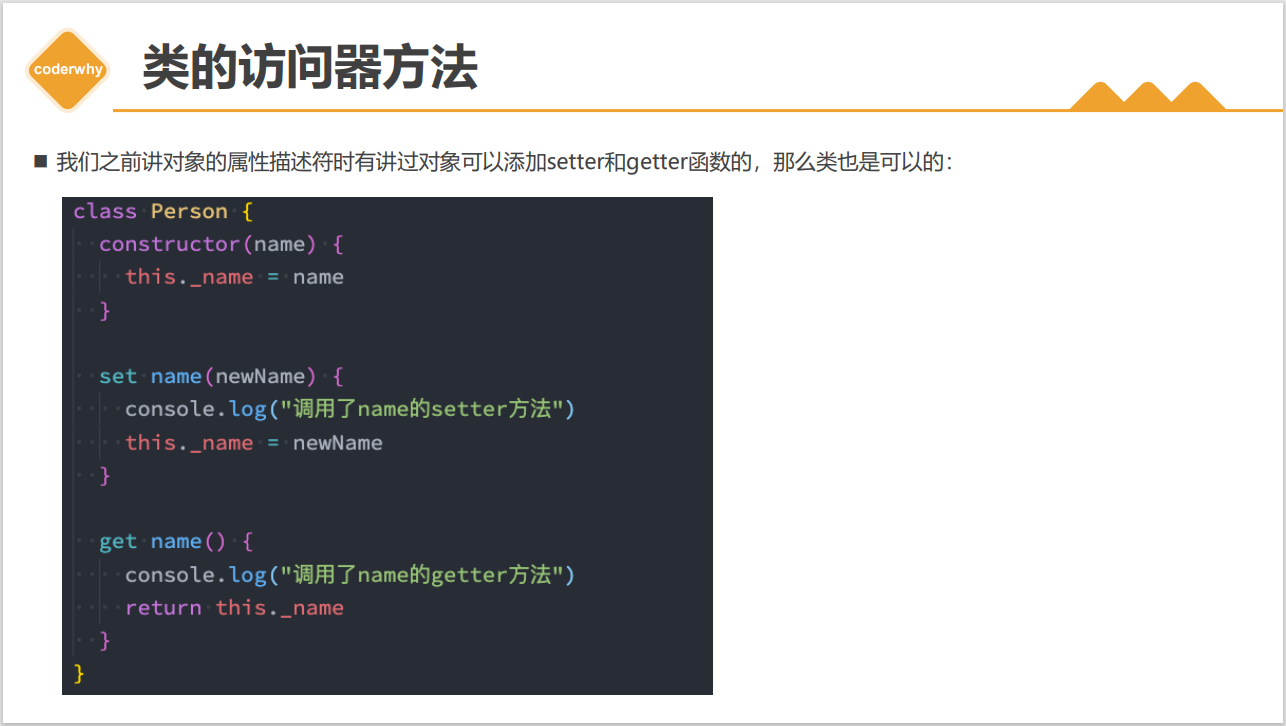 coderwhy
类的访问器方法
我们之前讲对象的属性描述符时有讲过对象可以添加setter和getter函数的，那么类也是可以的：
class Person {
  constructor(name) {
    this._name = name
  }

  set name(newName) {
    console.log("调用了name的setter方法")
    this._name = newName
  }

  get name() {
    console.log("调用了name的getter方法")
    return this._name
  }
}